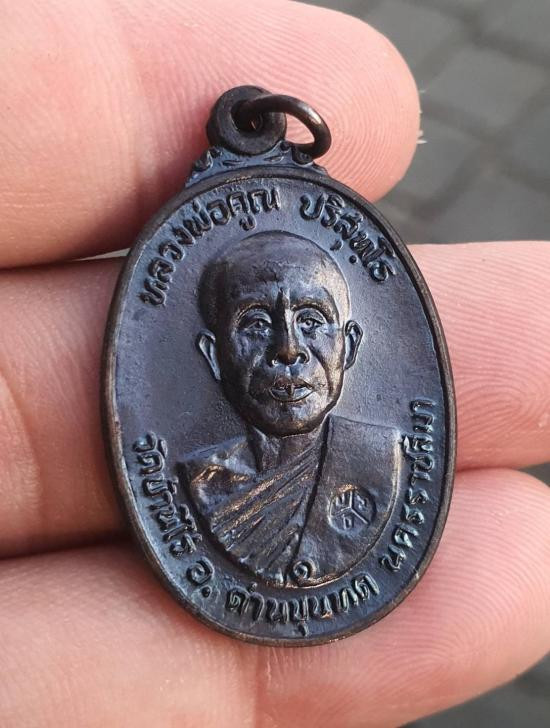 หลวงพ่อคูณ ปริสุทฺโธ
วัดบ้านไร่ อ. ด่านขุนทด นครราชสีมา
๑